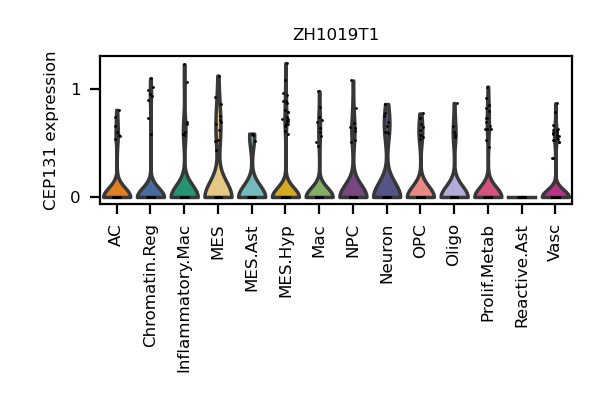 ZH1019T1
CEP131 expression
1
0
AC
Chromatin.Reg
Inflammatory.Mac
MES
MES.Ast
MES.Hyp
Mac
NPC
Neuron
OPC
Oligo
Prolif.Metab
Reactive.Ast
Vasc